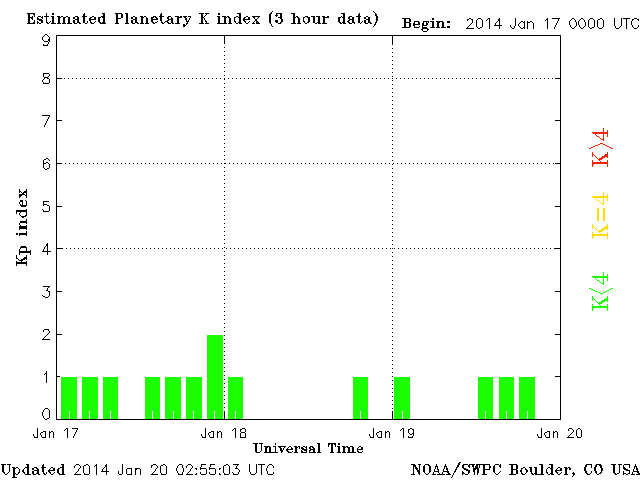 Estimated Planetary K index (3 hour data) Begin: 2014 Jan 17 0000 UTC
9
8
7
6
5
4
3
2
1
0
Kp index
K>4
K=4
K<4
Jan 17 Jan 18 Jan 19 Jan 20
Universal Time
Updated 2014 Jan 20 02:55:03 UTC NOAA/SWPC Boulder, CO USA